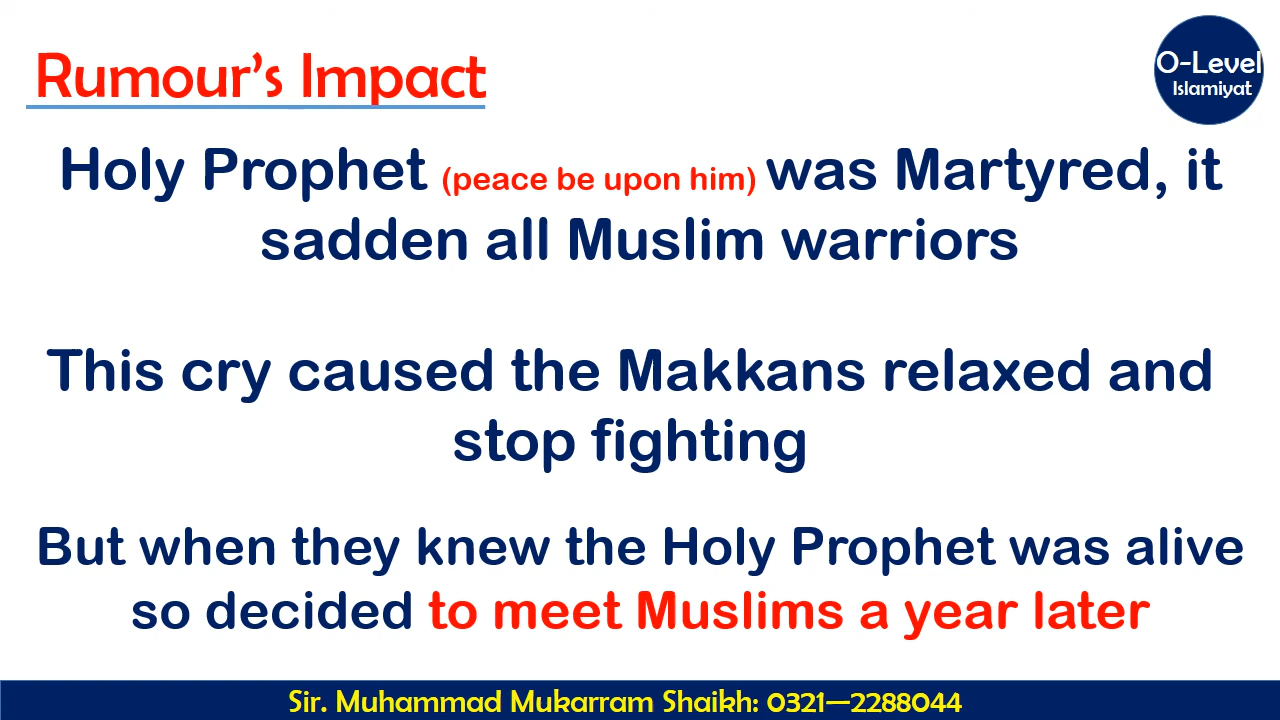 Rumour's Impact
O-Level
Islamiyat
Holy Prophet (peace be upon him) was Martyred, it
sadden all Muslim warriors
This cry caused the Makkans relaxed and
stop fighting
But when they knew the Holy Prophet was alive
so decided to meet Muslims a year later
Sir. Muhammad Mukarram Shaikh: 0321—2288044